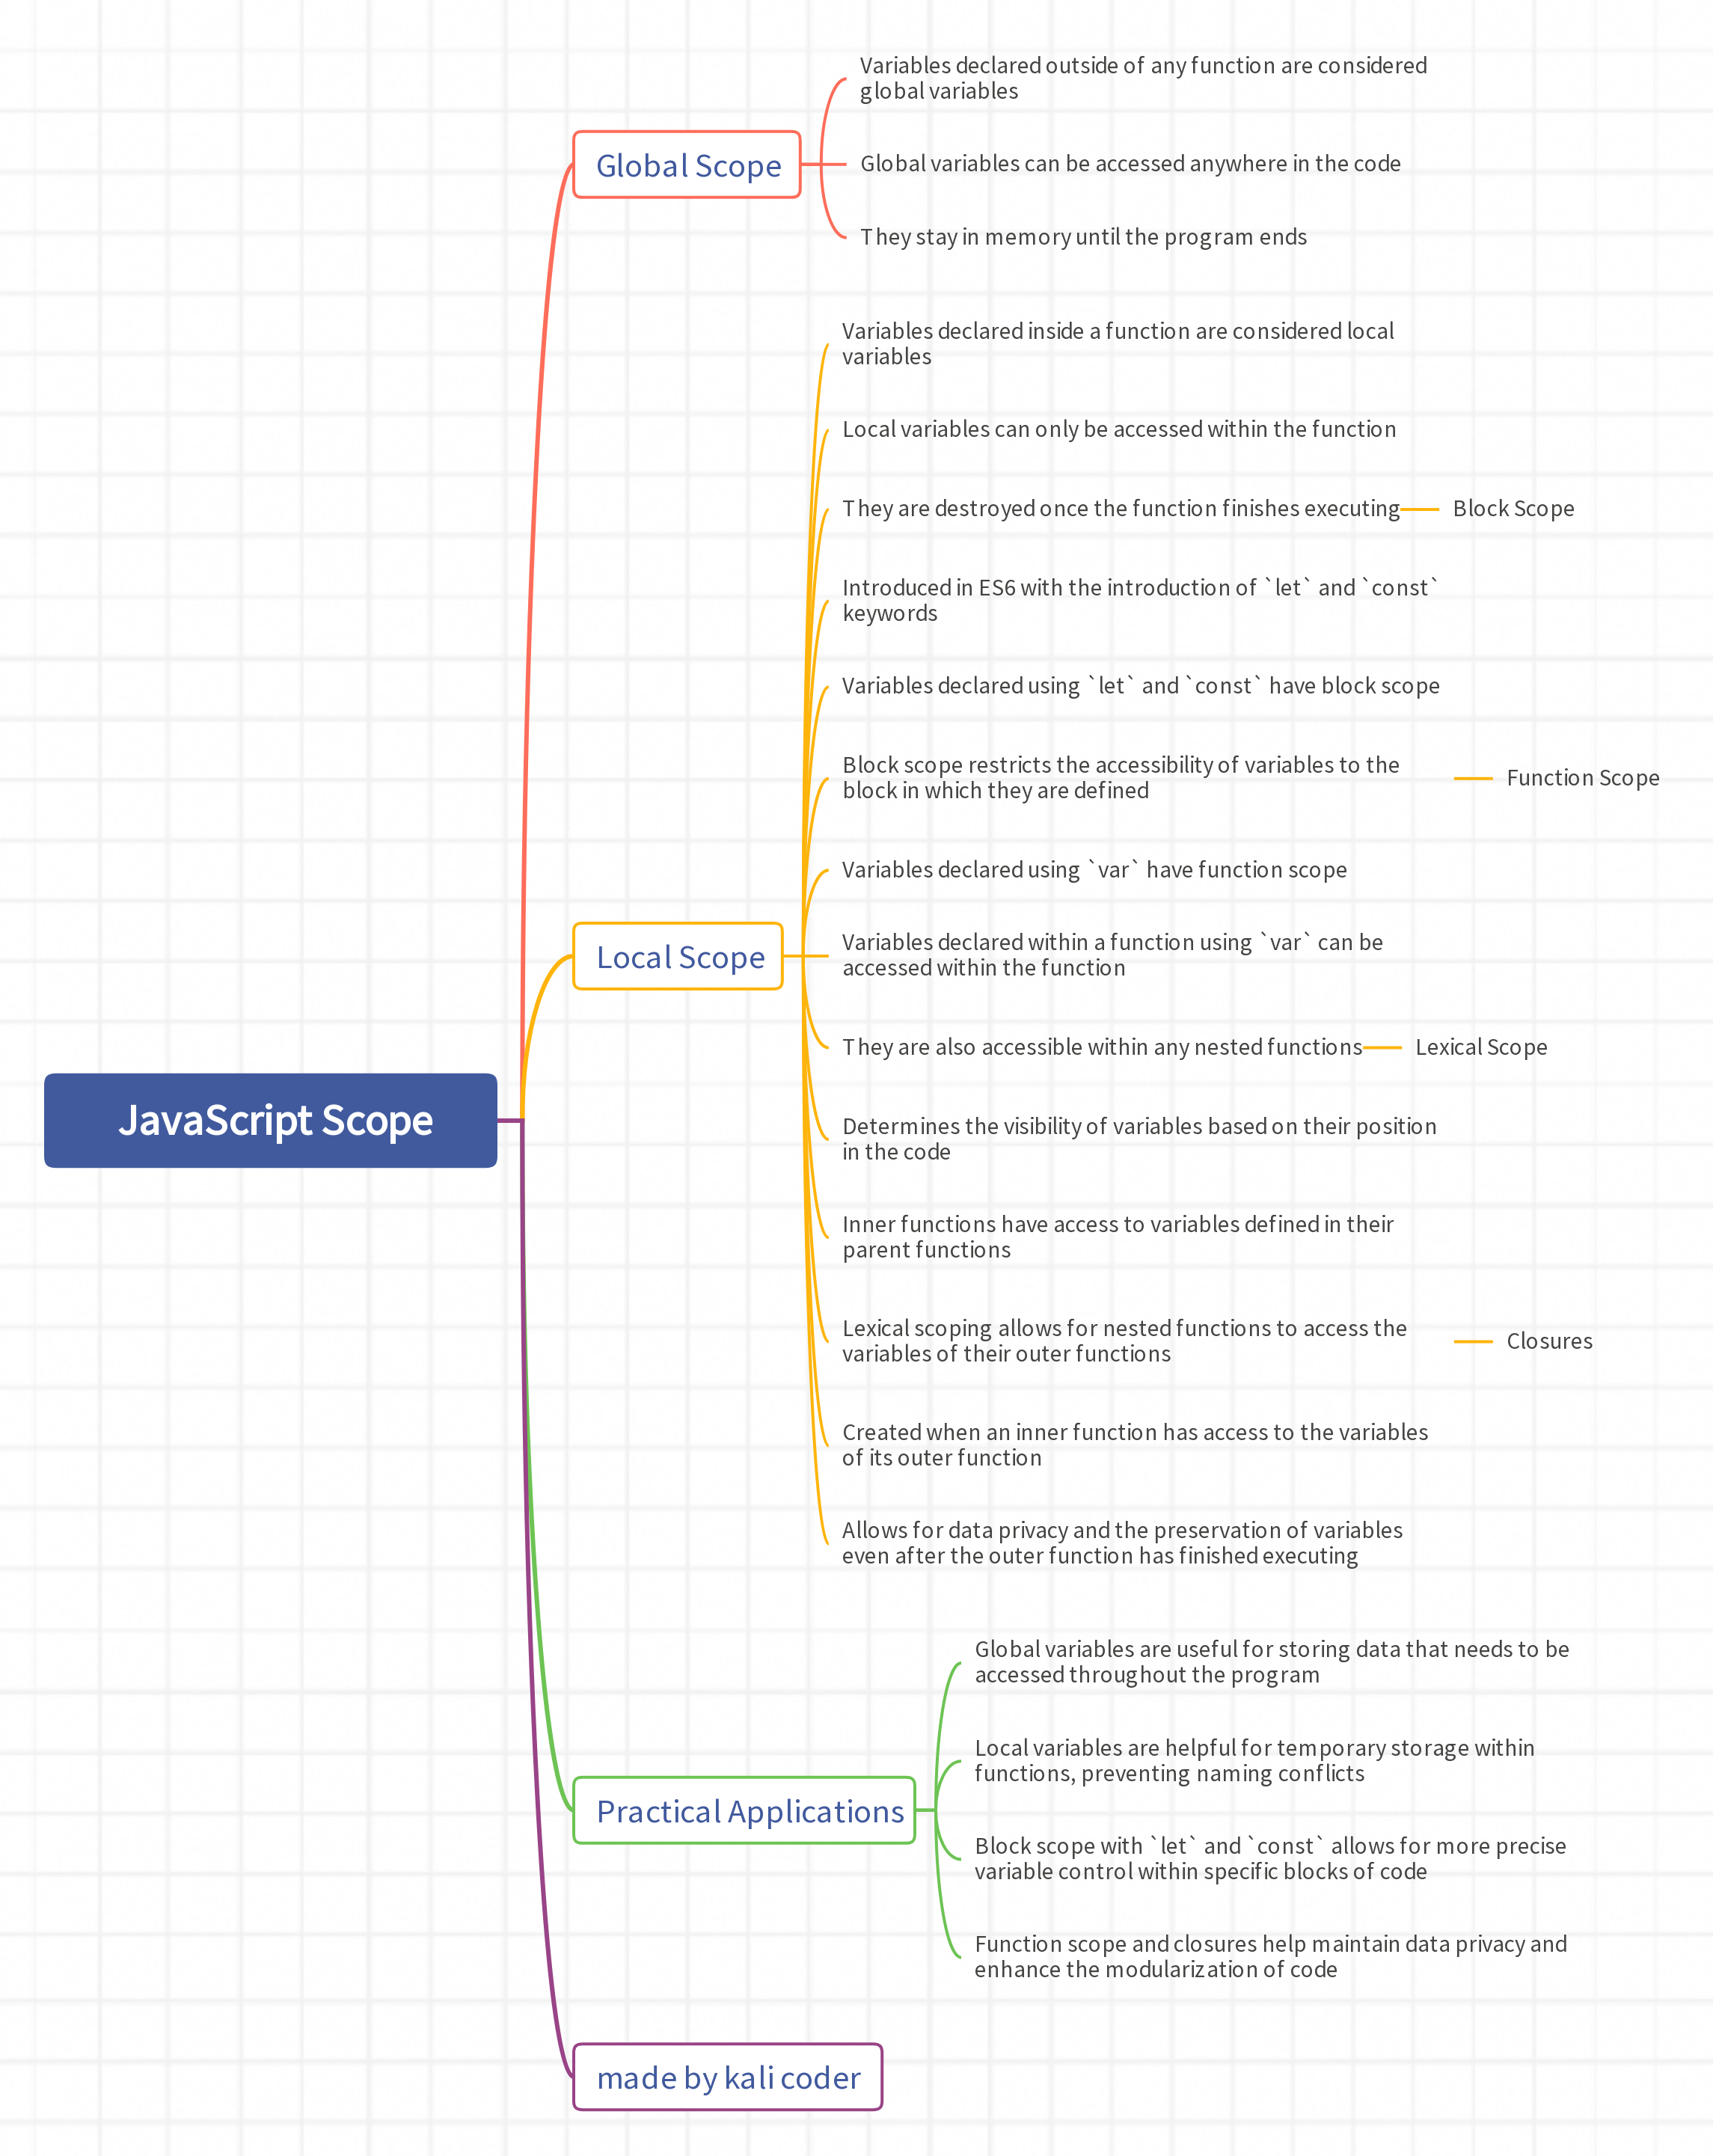 Variables declared outside of any function are considered
global variables
Global Scope
Global variables can be accessed anywhere in the code
They stay in memory until the program ends
Variables declared inside a function are considered local
variables
Local variables can only be accessed within the function
They are destroyed once the function finishes executing
Block Scope
Introduced in ES6 with the introduction of `let` and `const`
keywords
Variables declared using `let` and `const` have block scope
Block scope restricts the accessibility of variables to the
block in which they are defined
Function Scope
Variables declared using `var` have function scope
Local Scope
Variables declared within a function using `var` can be
accessed within the function
They are also accessible within any nested functions
Lexical Scope
JavaScript Scope
Determines the visibility of variables based on their position
in the code
Inner functions have access to variables defined in their
parent functions
Lexical scoping allows for nested functions to access the
variables of their outer functions
Closures
Created when an inner function has access to the variables
of its outer function
Allows for data privacy and the preservation of variables
even after the outer function has finished executing
Global variables are useful for storing data that needs to be
accessed throughout the program
Local variables are helpful for temporary storage within
functions, preventing naming conflicts
Practical Applications
Block scope with `let` and `const` allows for more precise
variable control within specific blocks of code
Function scope and closures help maintain data privacy and
enhance the modularization of code
made by kali coder